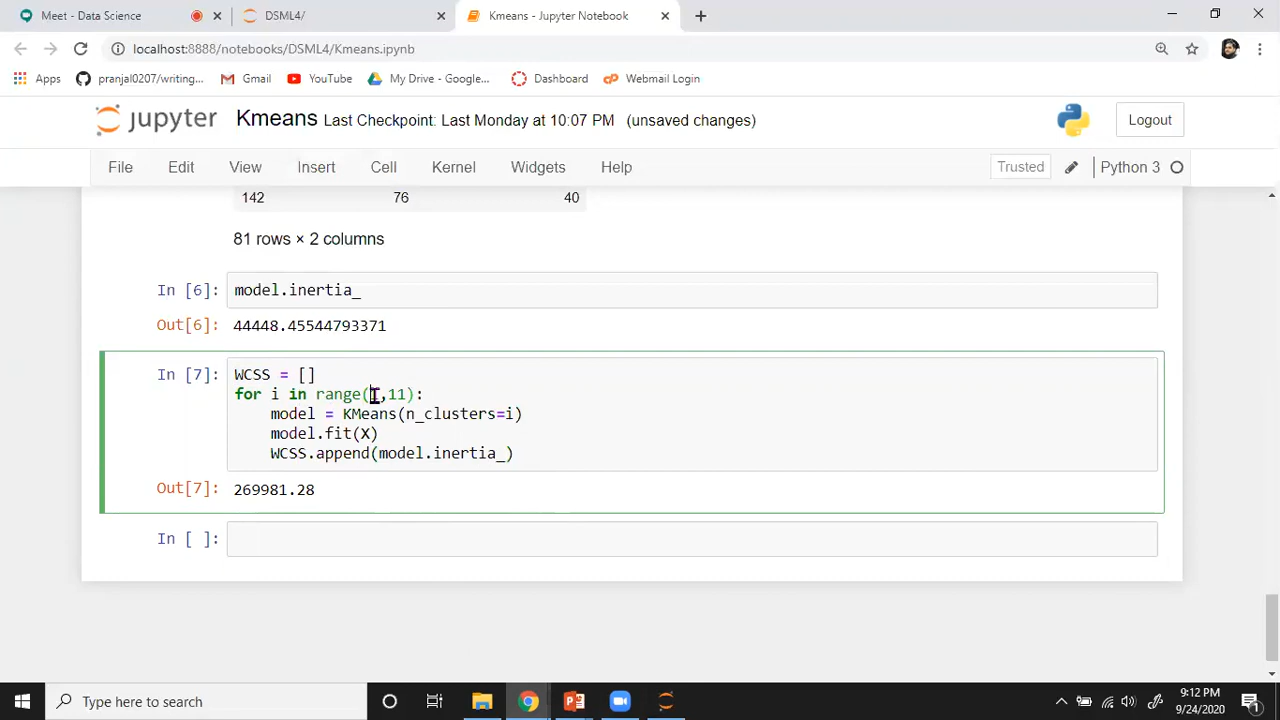 Meet - Data Science
DSML4/
Kmeans - Jupyter Notebook
localhost:8888/notebooks/DSML4/Kmeans.ipynb
Apps
pranjal0207/writing...
Gmail
YouTube
My Drive - Google...
Dashboard
Webmail Login
jupyter Kmeans Last Checkpoint: Last Monday at 10:07 PM (unsaved changes)
Logout
File Edit View Insert Cell Kernel Widgets Help
Trusted
Python 3
142 76 40
81 rows × 2 columns
In [6]: model.inertia_
Out[6]: 44448.45544793371
In [7]: WCSS = []
for i in range(1,11):
model = KMeans(n_clusters=i)
model.fit(X)
WCSS.append(model.inertia_)
Out[7]: 269981.28
In [ ]:
Type here to search
9:12 PM
9/24/2020
1